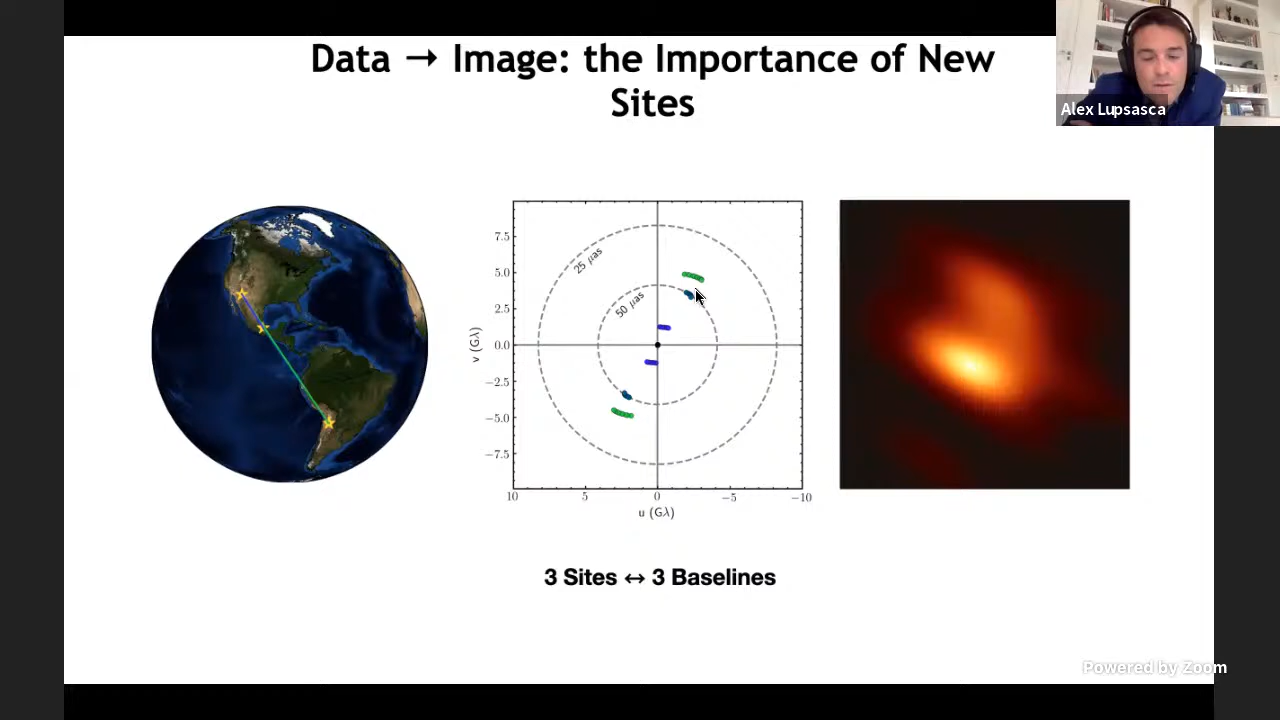 Data → Image: the Importance of New
Sites
Alex Lupsasca
25 μas
50 μas
7.5
5.0
2.5
0.0
−2.5
−5.0
−7.5
v (Gλ)
10 5 0 −5 −10
u (Gλ)
3 Sites ↔ 3 Baselines
Powered by Zoom